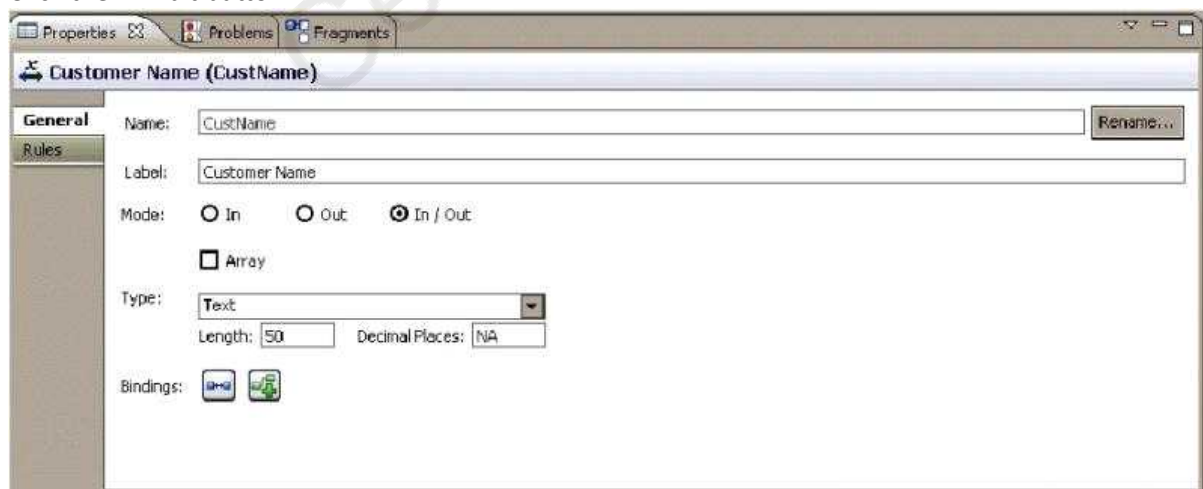 Properties Problems Fragments
Customer Name (CustName)
General
Rules
Name: CustName Rename...
Label: Customer Name
Mode: In Out In / Out
Array
Type: Text
Length: 50 Decimal Places: NA
Bindings: